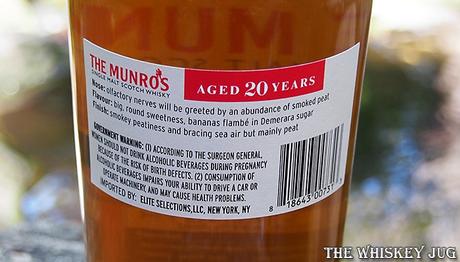 THE MUNRO'S
SINGLE MALT SCOTCH WHISKY
AGED 20 YEARS
Nose: olfactory nerves will be greeted by an abundance of smoked peat
Flavour: big, round sweetness, bananas flambé in Demerara sugar
Finish: smokey peatiness and bracing sea air but mainly peat
GOVERNMENT WARNING: (1) ACCORDING TO THE SURGEON GENERAL,
WOMEN SHOULD NOT DRINK ALCOHOLIC BEVERAGES DURING PREGNANCY
BECAUSE OF THE RISK OF BIRTH DEFECTS. (2) CONSUMPTION OF
ALCOHOLIC BEVERAGES IMPAIRS YOUR ABILITY TO DRIVE A CAR OR
OPERATE MACHINERY, AND MAY CAUSE HEALTH PROBLEMS.
IMPORTED BY: ELITE SELECTIONS,LLC, NEW YORK, NY
8 18643 00731
THE WHISKEY JUG